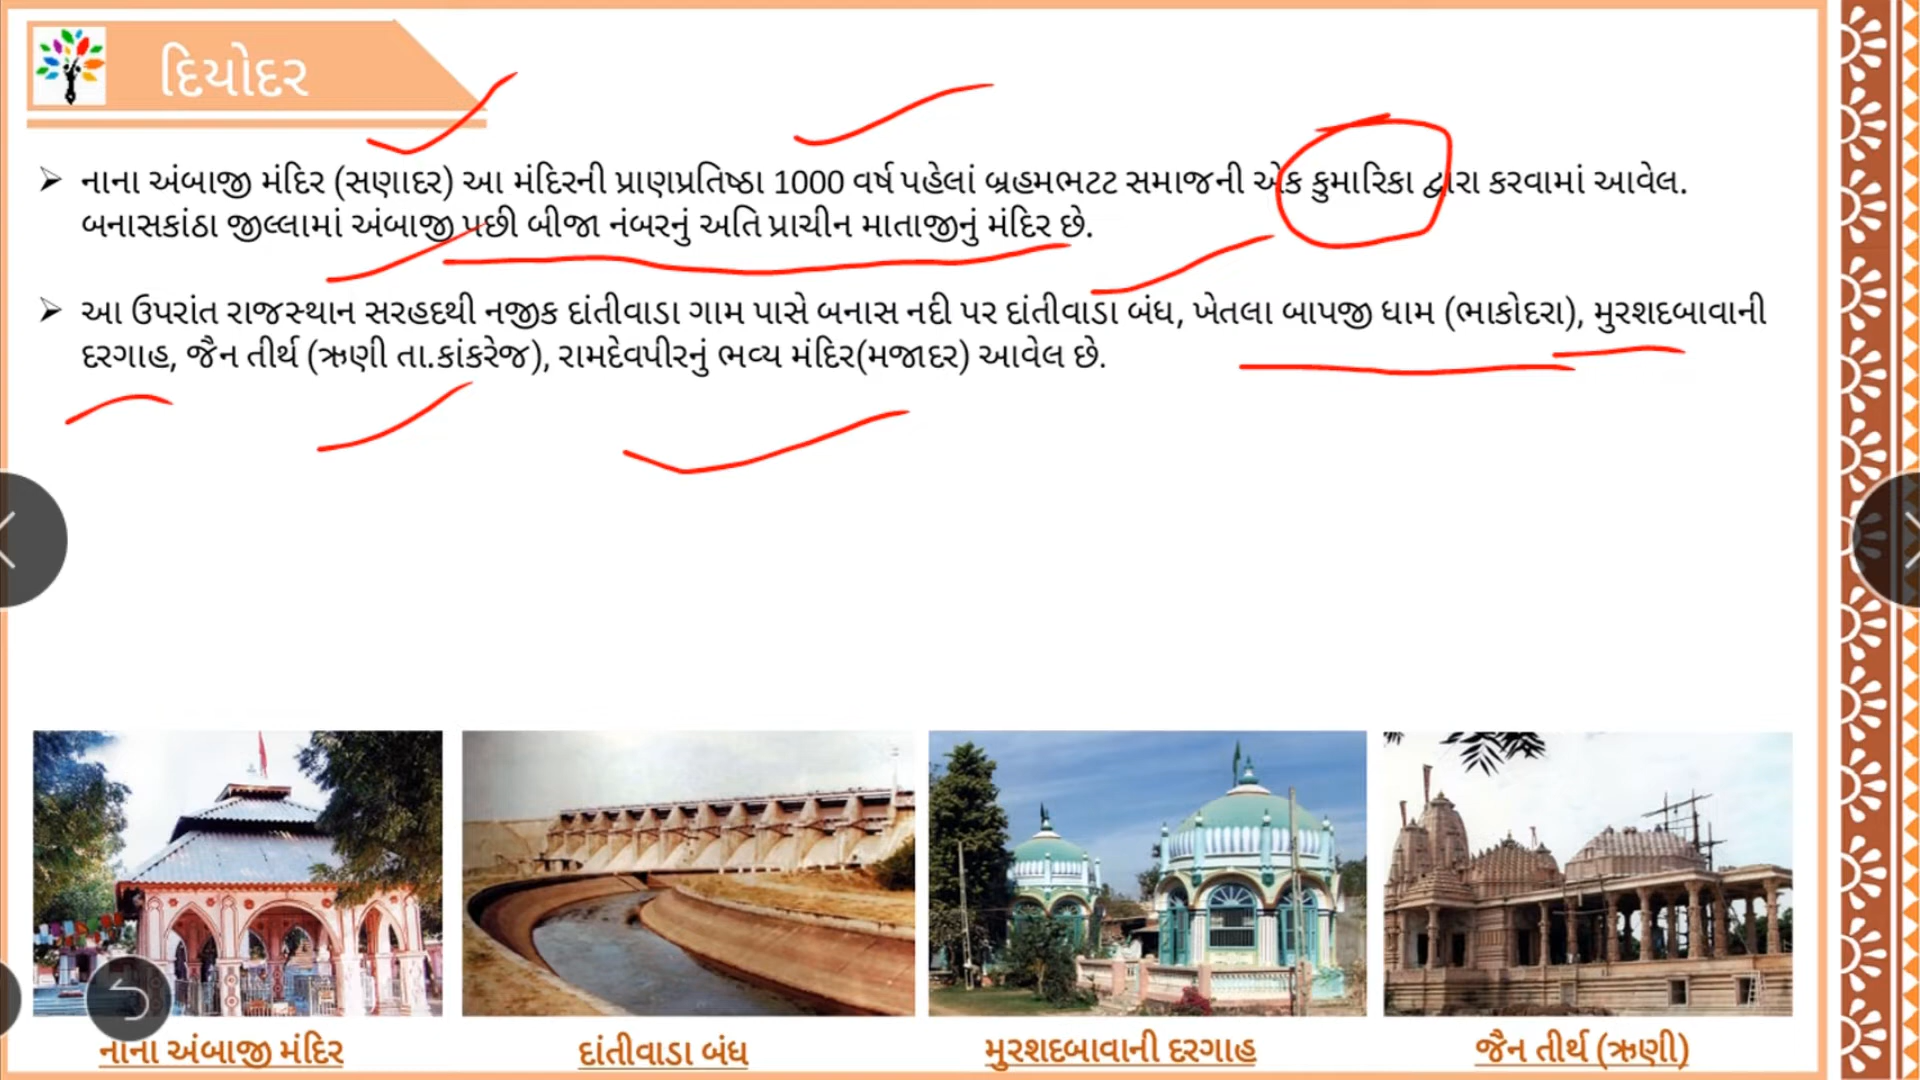 દિયોદર
➢ નાના અંબાજી મંદિર (સણાદર) આ મંદિરની પ્રાણપ્રતિષ્ઠા 1000 વર્ષ પહેલાં બ્રહમભટટ સમાજની એક કુમારિકા દ્વારા કરવામાં આવેલ.
બનાસકાંઠા જીલ્લામાં અંબાજી પછી બીજા નંબરનું અતિ પ્રાચીન માતાજીનું મંદિર છે.
➢ આ ઉપરાંત રાજસ્થાન સરહદથી નજીક દાંતીવાડા ગામ પાસે બનાસ નદી પર દાંતીવાડા બંધ, ખેતલા બાપજી ધામ (ભાકોદરા), મુરશદબાવાની
દરગાહ, જૈન તીર્થ (ઋણી તા.કાંકરેજ), રામદેવપીરનું ભવ્ય મંદિર(મજાદર) આવેલ છે.
નાના અંબાજી મંદિર
દાંતીવાડા બંધ
મુરશદબાવાની દરગાહ
જૈન તીર્થ (ઋણી)